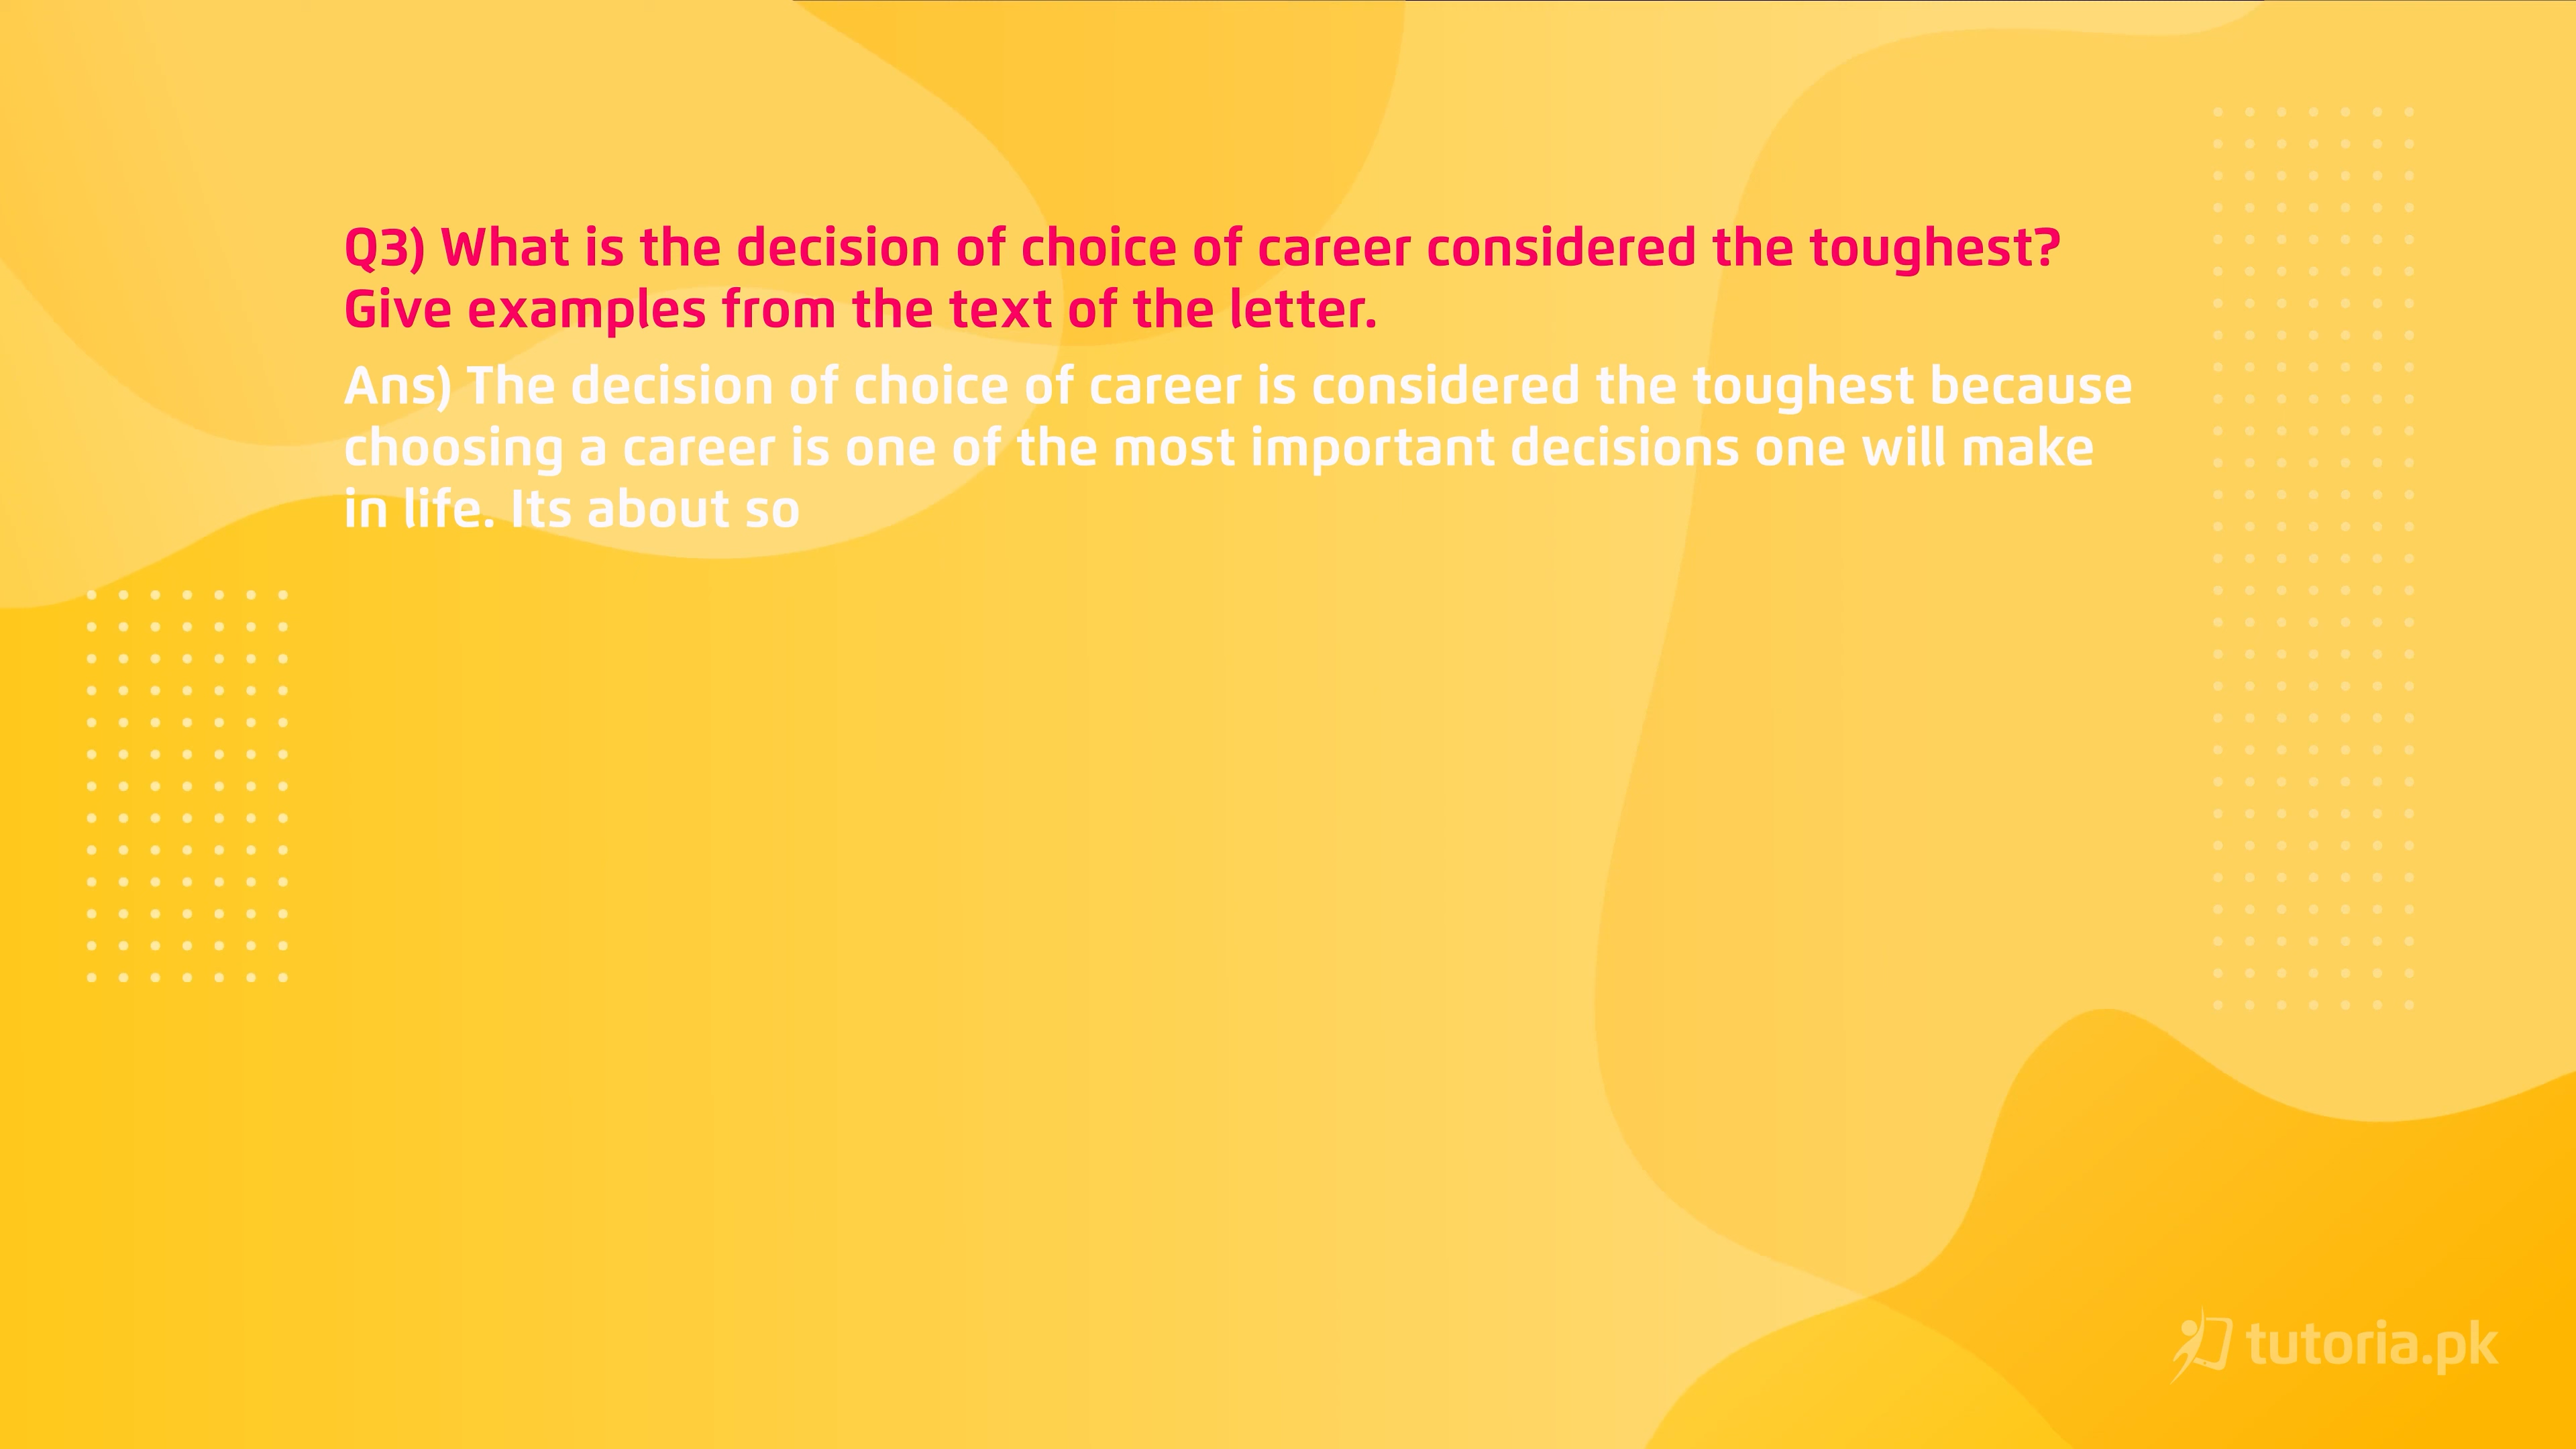 Q3) What is the decision of choice of career considered the toughest?
Give examples from the text of the letter.
Ans) The decision of choice of career is considered the toughest because
choosing a career is one of the most important decisions one will make
in life. Its about so
tutoria.pk